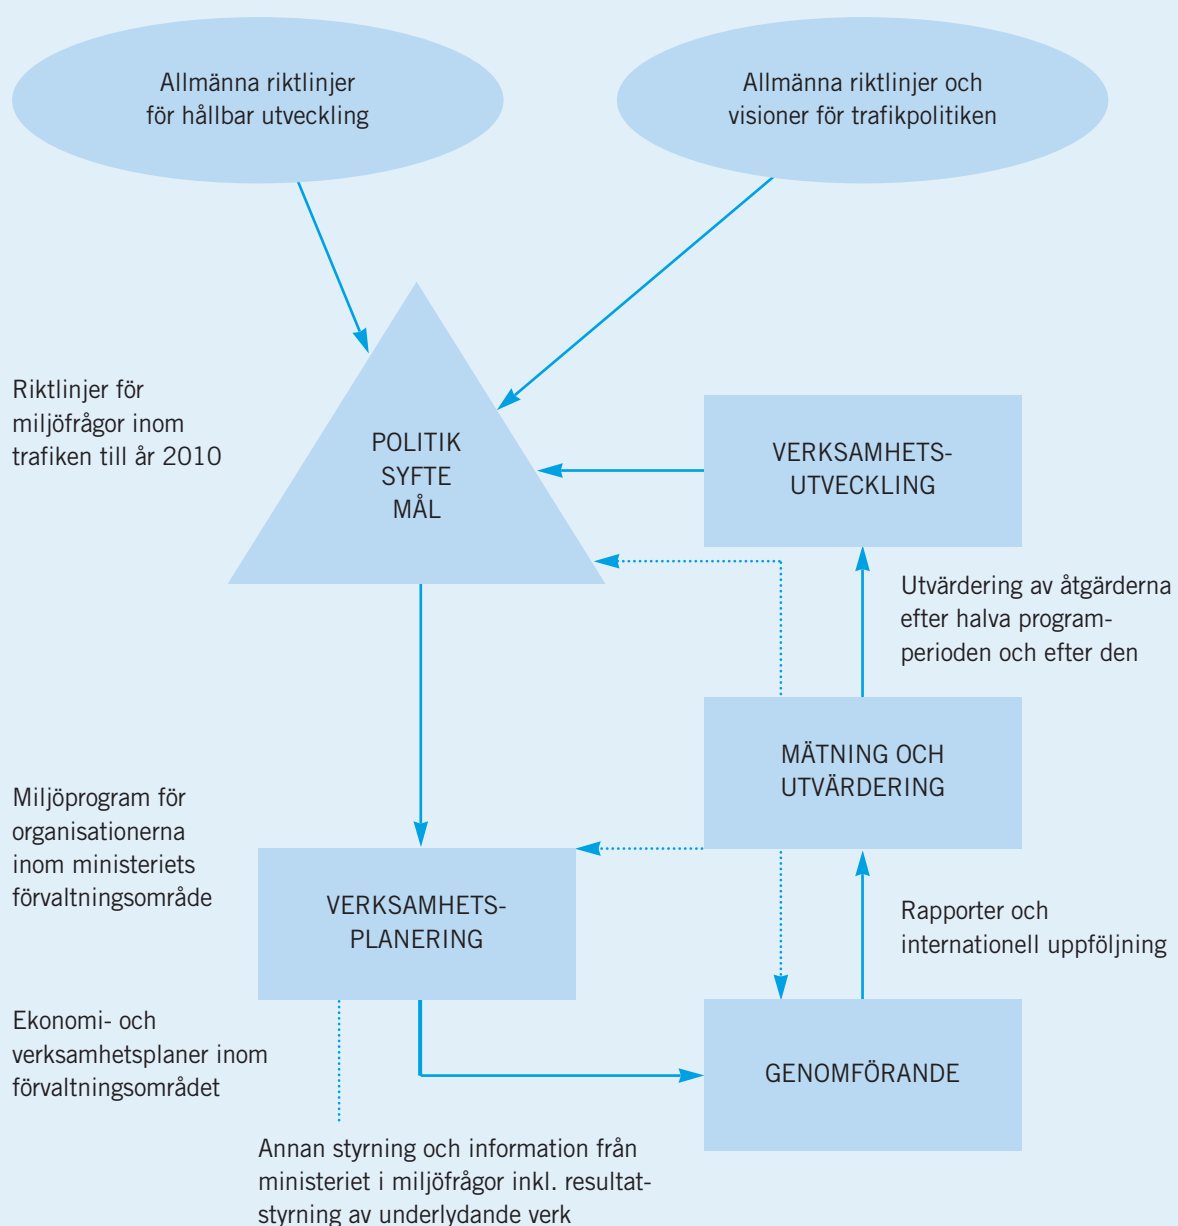 Allmänna riktlinjer
för hållbar utveckling
Allmänna riktlinjer och
visioner för trafikpolitiken
Riktlinjer för
miljöfrågor inom
trafiken till år 2010
POLITIK
SYFTE
MÅL
VERKSAMHETS-
UTVECKLING
Utvärdering av åtgärderna
efter halva program-
perioden och efter den
MÄTNING OCH
UTVÄRDERING
Miljöprogram för
organisationerna
inom ministeriets
förvaltningsområde
VERKSAMHETS-
PLANERING
Rapporter och
internationell uppföljning
Ekonomi- och
verksamhetsplaner inom
förvaltningsområdet
GENOMFÖRANDE
Annan styrning och information från
ministeriet i miljöfrågor inkl. resultat-
styrning av underlydande verk